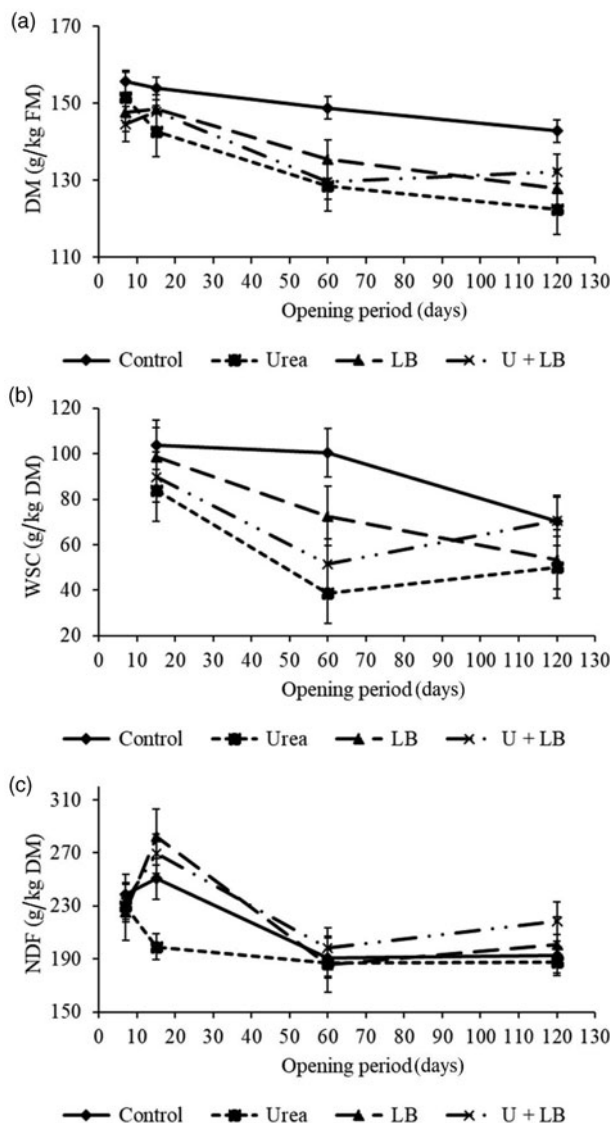 (a)
170
150
130
110
DM (g/kg FM)
0 10 20 30 40 50 60 70 80 90 100 110 120 130
Opening period (days)
Control Urea LB U + LB
(b)
120
100
80
60
40
20
WSC (g/kg DM)
0 10 20 30 40 50 60 70 80 90 100 110 120 130
Opening period (days)
Control Urea LB U + LB
(c)
310
270
230
190
150
NDF (g/kg DM)
0 10 20 30 40 50 60 70 80 90 100 110 120 130
Opening period (days)
Control Urea LB U + LB